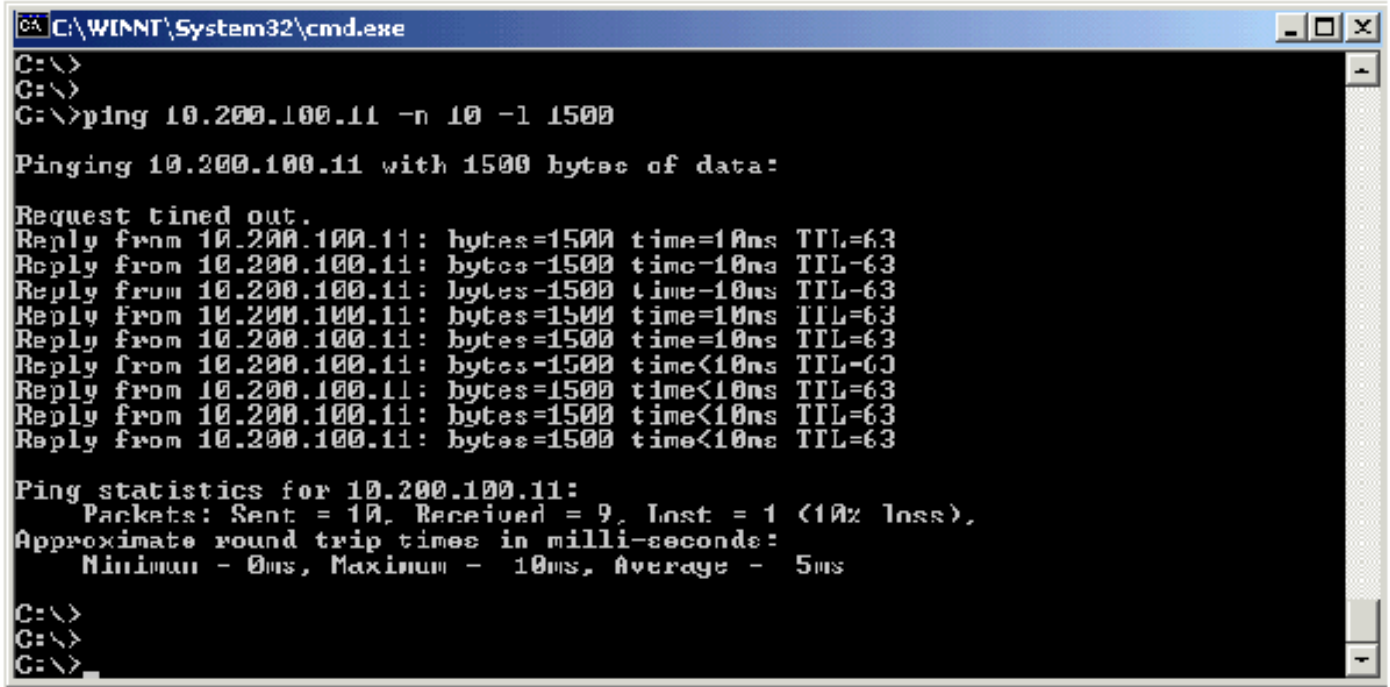 C:\WINNT\System32\cmd.exe
C:\>
C:\>
C:\>ping 10.200.100.11 -n 10 -l 1500
Pinging 10.200.100.11 with 1500 bytes of data:
Request timed out.
Reply from 10.200.100.11: bytes=1500 time=10ms TTL=63
Reply from 10.200.100.11: bytes=1500 time=10ms TTL=63
Reply from 10.200.100.11: bytes=1500 time=10ms TTL=63
Reply from 10.200.100.11: bytes=1500 time=10ms TTL=63
Reply from 10.200.100.11: bytes=1500 time=10ms TTL=63
Reply from 10.200.100.11: bytes=1500 time<10ms TTL=63
Reply from 10.200.100.11: bytes=1500 time<10ms TTL=63
Reply from 10.200.100.11: bytes=1500 time<10ms TTL=63
Reply from 10.200.100.11: bytes=1500 time<10ms TTL=63
Ping statistics for 10.200.100.11:
Packets: Sent = 10, Received = 9, Lost = 1 (10% loss),
Approximate round trip times in milli-seconds:
Minimum = 0ms, Maximum =  10ms, Average =  5ms
C:\>
C:\>
C:\>_